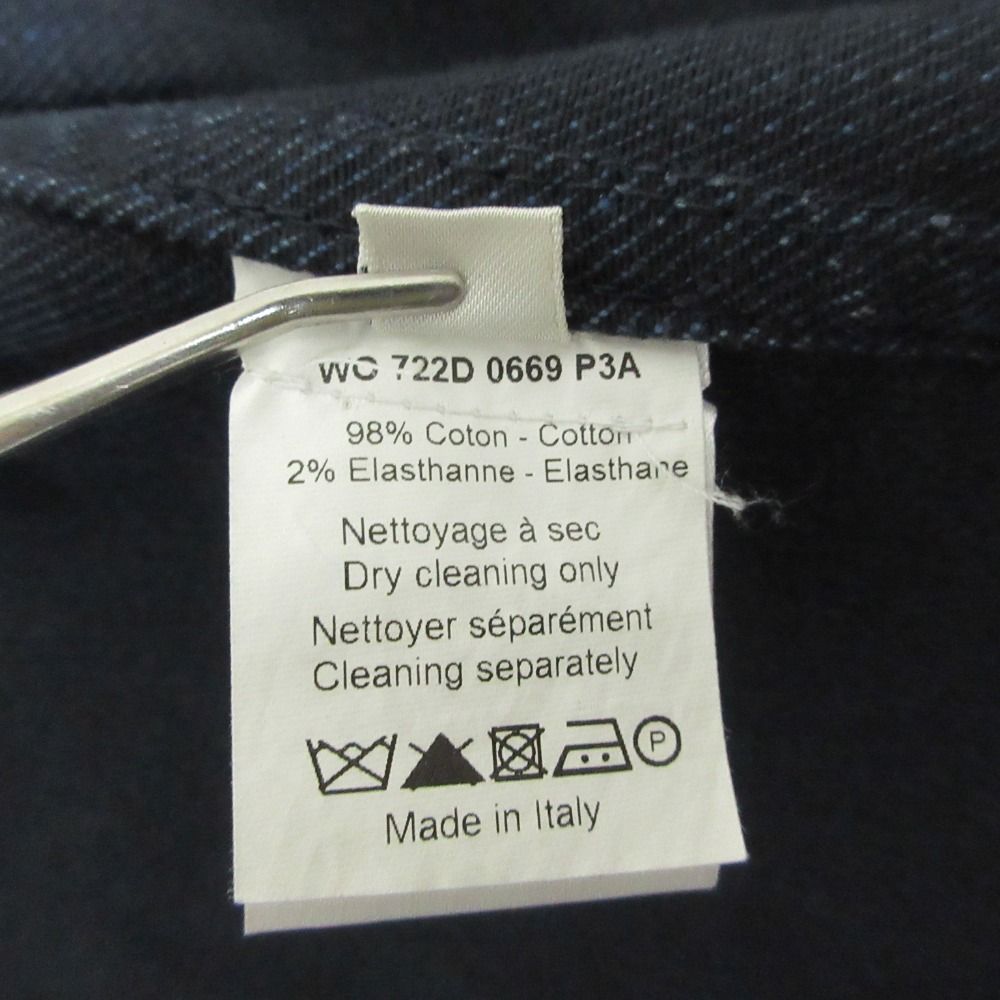 WC 722D 0669 P3A
98% Coton - Cotton
2% Elasthanne - Elasthane
Nettoyage à sec
Dry cleaning only
Nettoyer séparément
Cleaning separately
P
Made in Italy